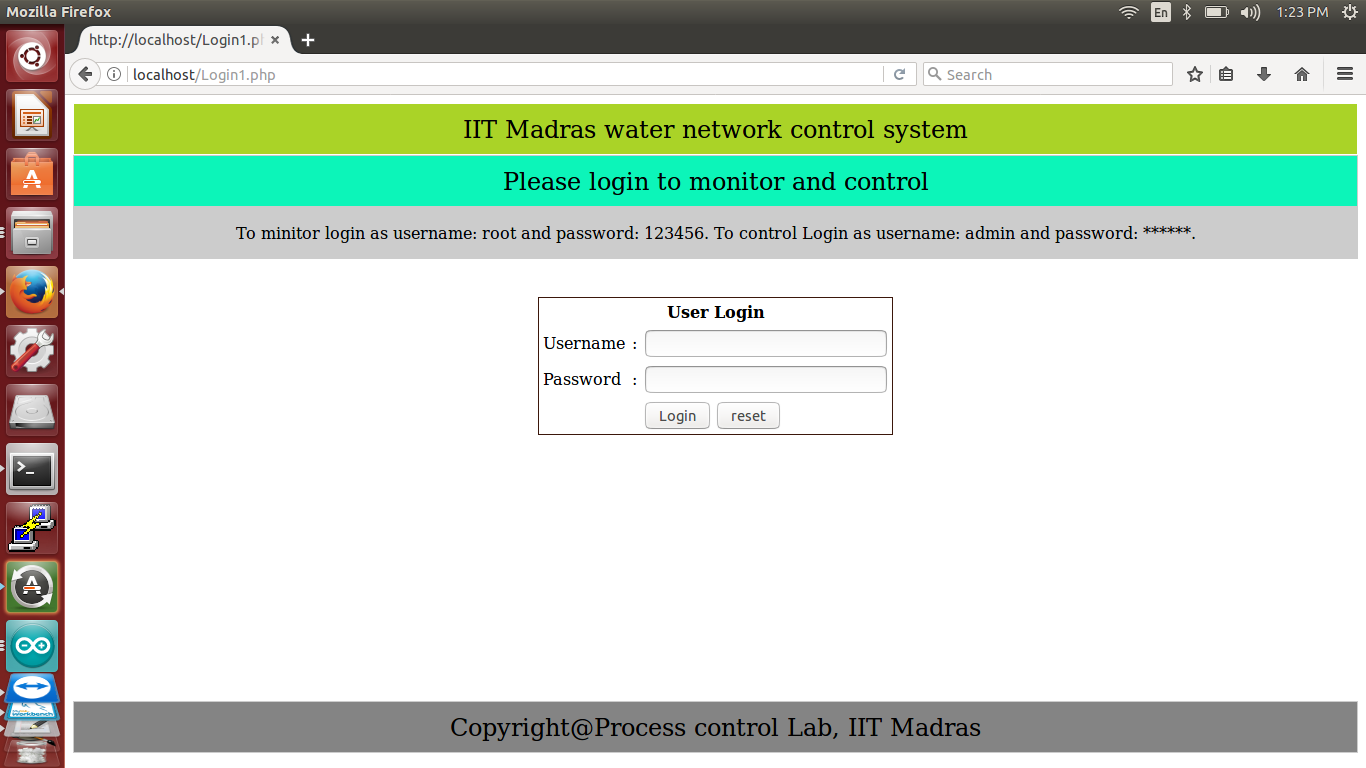 Mozilla Firefox
En
1:23 PM
http://localhost/Login1.p
localhost/Login1.php
Search
IIT Madras water network control system
Please login to monitor and control
To minitor login as username: root and password: 123456. To control Login as username: admin and password: ******.
User Login
Username :
Password :
Login reset
Copyright@Process control Lab, IIT Madras